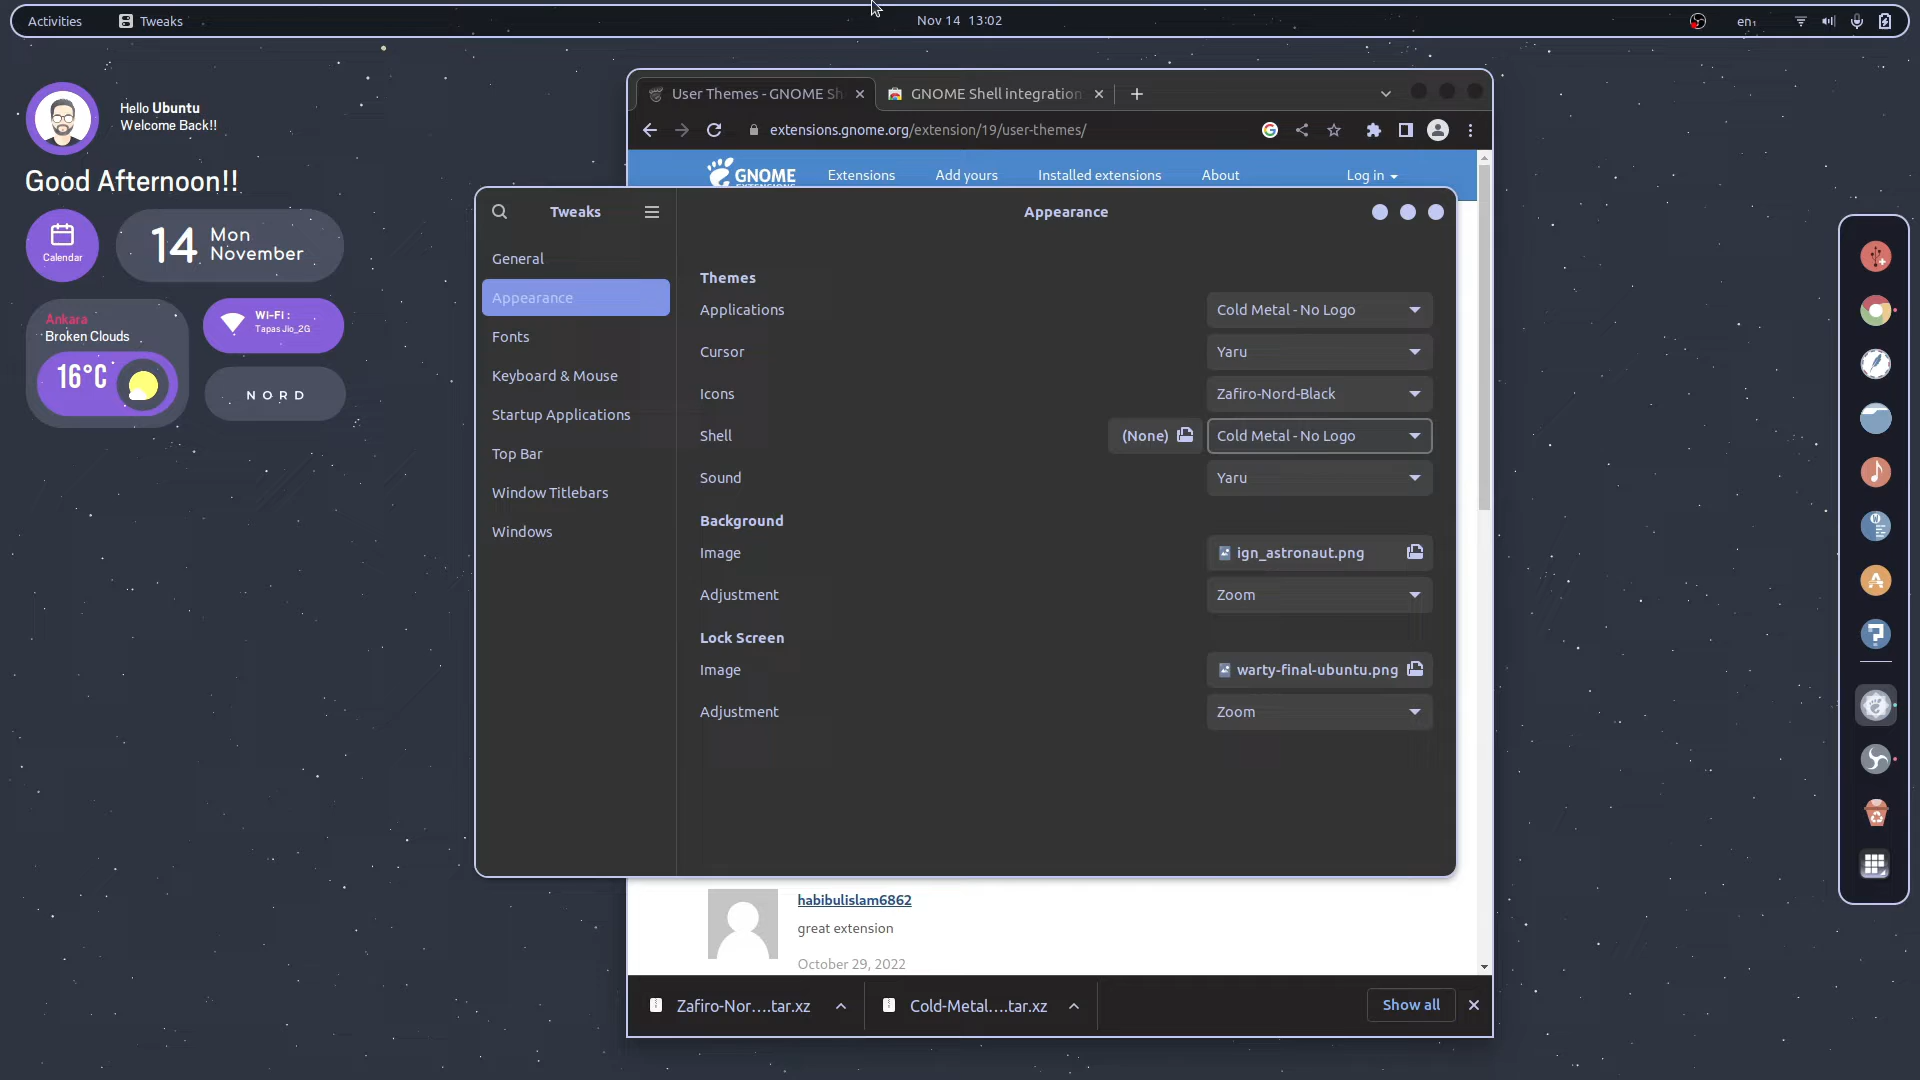 Activities
Tweaks
Nov 14 13:02
en₁
Hello Ubuntu
Welcome Back!!
Good Afternoon!!
Calendar
14 Mon
November
Ankara
Broken Clouds
16°C
Wi-Fi :
Tapas Jio_2G
NORD
User Themes - GNOME Sh
GNOME Shell integration
extensions.gnome.org/extension/19/user-themes/
GNOME
EXTENSIONS
Extensions
Add yours
Installed extensions
About
Log in
Tweaks
Appearance
General
Appearance
Fonts
Keyboard & Mouse
Startup Applications
Top Bar
Window Titlebars
Windows
Themes
Applications
Cold Metal - No Logo
Cursor
Yaru
Icons
Zafiro-Nord-Black
Shell
(None)
Cold Metal - No Logo
Sound
Yaru
Background
Image
ign_astronaut.png
Adjustment
Zoom
Lock Screen
Image
warty-final-ubuntu.png
Adjustment
Zoom
habibulislam6862
great extension
October 29, 2022
Zafiro-Nor....tar.xz
Cold-Metal....tar.xz
Show all